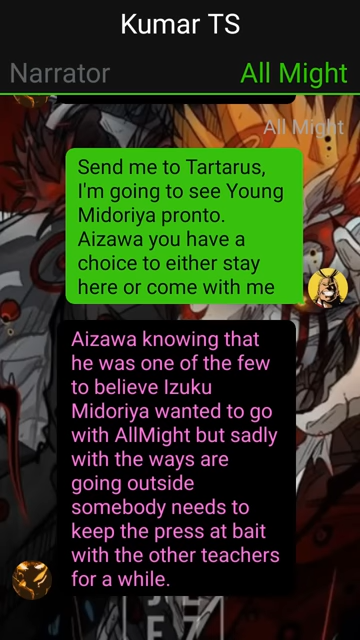 Kumar TS
Narrator
All Might
All Might
Send me to Tartarus,
I'm going to see Young
Midoriya pronto.
Aizawa you have a
choice to either stay
here or come with me
Aizawa knowing that
he was one of the few
to believe Izuku
Midoriya wanted to go
with AllMight but sadly
with the ways are
going outside
somebody needs to
keep the press at bait
with the other teachers
for a while.